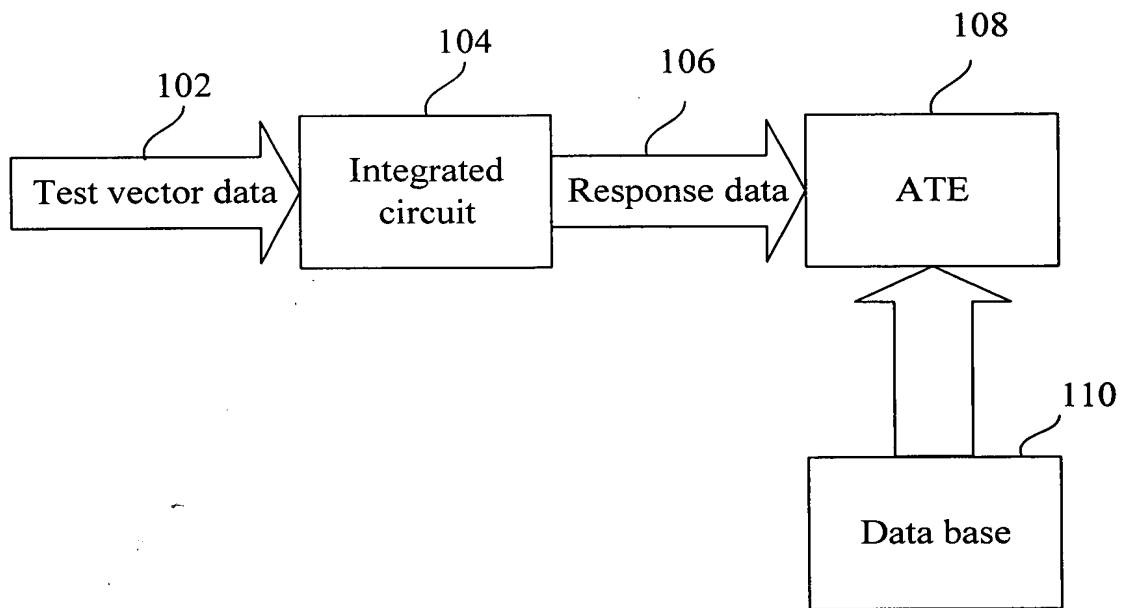 108
104
106
102
Test vector data
Integrated
circuit
Response data
ATE
110
Data base